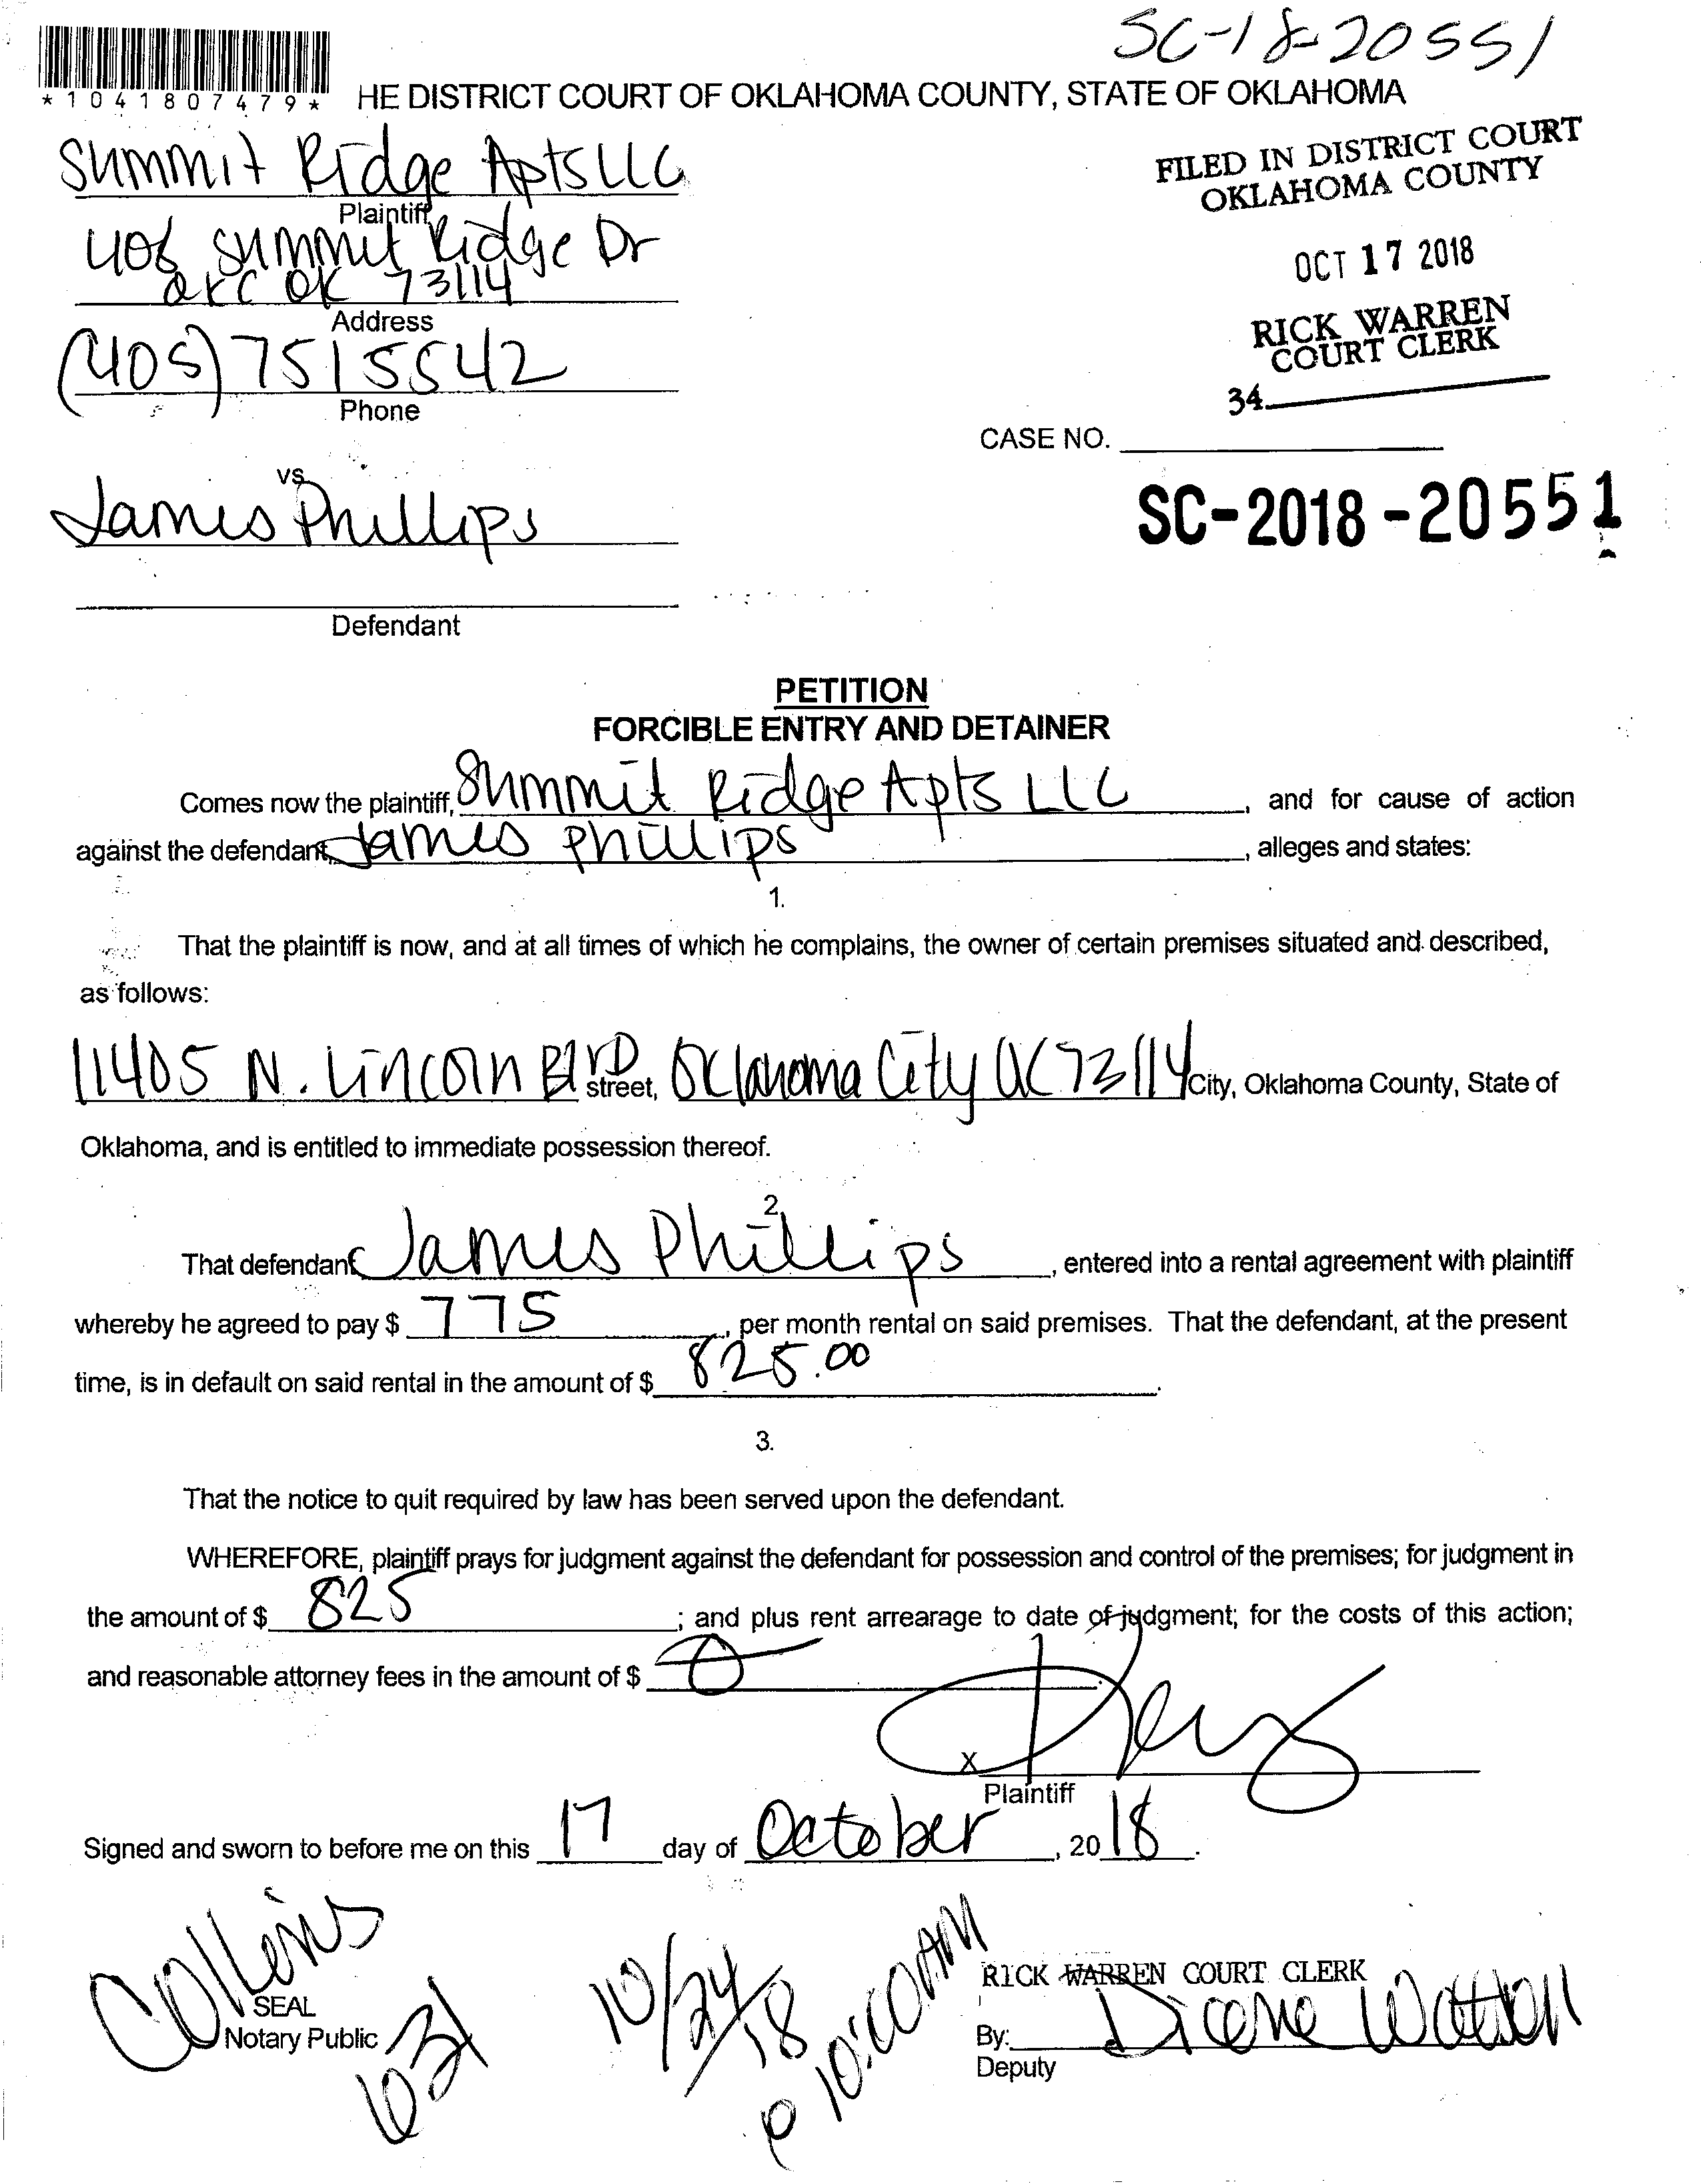 SC-18-20551
*1041807479*
HE DISTRICT COURT OF OKLAHOMA COUNTY, STATE OF OKLAHOMA
Summit Ridge Apts LLC
Plaintiff
FILED IN DISTRICT COURT
OKLAHOMA COUNTY
408 Summit Ridge Dr
OKC OK 73114
Address
OCT 17 2018
RICK WARREN
COURT CLERK
34
(405) 7515542
Phone
CASE NO.
SC-2018-20551
vs
James Phillips
Defendant
PETITION
FORCIBLE ENTRY AND DETAINER
Comes now the plaintiff, Summit Ridge Apts LLC, and for cause of action
against the defendant, James Phillips, alleges and states:
1.
That the plaintiff is now, and at all times of which he complains, the owner of certain premises situated and described,
as follows:
11405 N. Lincoln Blvd street, Oklahoma City OK 73114 City, Oklahoma County, State of
Oklahoma, and is entitled to immediate possession thereof.
2.
That defendant James Phillips, entered into a rental agreement with plaintiff
whereby he agreed to pay $ 775, per month rental on said premises. That the defendant, at the present
time, is in default on said rental in the amount of $ 825.00.
3.
That the notice to quit required by law has been served upon the defendant.
WHEREFORE, plaintiff prays for judgment against the defendant for possession and control of the premises; for judgment in
the amount of $ 825; and plus rent arrearage to date of judgment; for the costs of this action;
and reasonable attorney fees in the amount of $ 0.
X
Plaintiff
Signed and sworn to before me on this 17 day of October, 2018.
Collins
631
SEAL
Notary Public
10/24/18
@ 10:00AM
RICK WARREN COURT CLERK
By: Diane Watson
Deputy